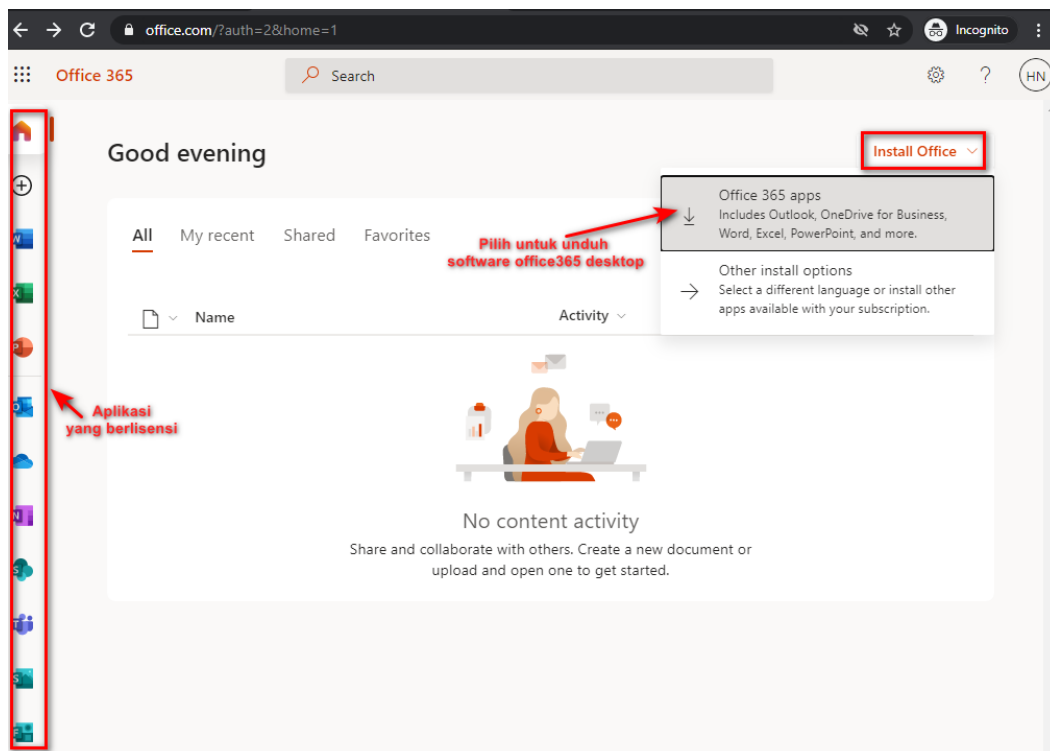 office.com/?auth=2&home=1
Incognito
Office 365
Search
HN
Good evening
Install Office
Office 365 apps
Includes Outlook, OneDrive for Business,
Word, Excel, PowerPoint, and more.
Other install options
Select a different language or install other
apps available with your subscription.
All My recent Shared Favorites
Pilih untuk unduh
software office365 desktop
Name Activity
Aplikasi
yang berlisensi
No content activity
Share and collaborate with others. Create a new document or
upload and open one to get started.